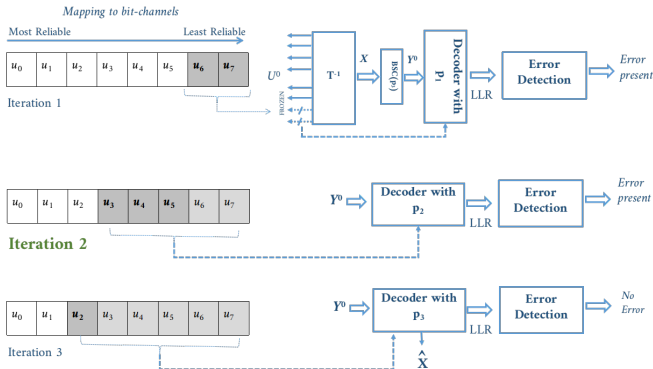 Mapping to bit-channels
Most Reliable Least Reliable
u0 u1 u2 u3 u4 u5 u6 u7
Iteration 1
U⁰
FROZEN
T⁻¹
X
BSC(p₁)
Y⁰
Decoder with p₁
LLR
Error
Detection
Error
present
u0 u1 u2 u3 u4 u5 u6 u7
Iteration 2
Y⁰
Decoder with
p₂
LLR
Error
Detection
Error
present
u0 u1 u2 u3 u4 u5 u6 u7
Iteration 3
Y⁰
Decoder with
p₃
X̂
LLR
Error
Detection
No
Error